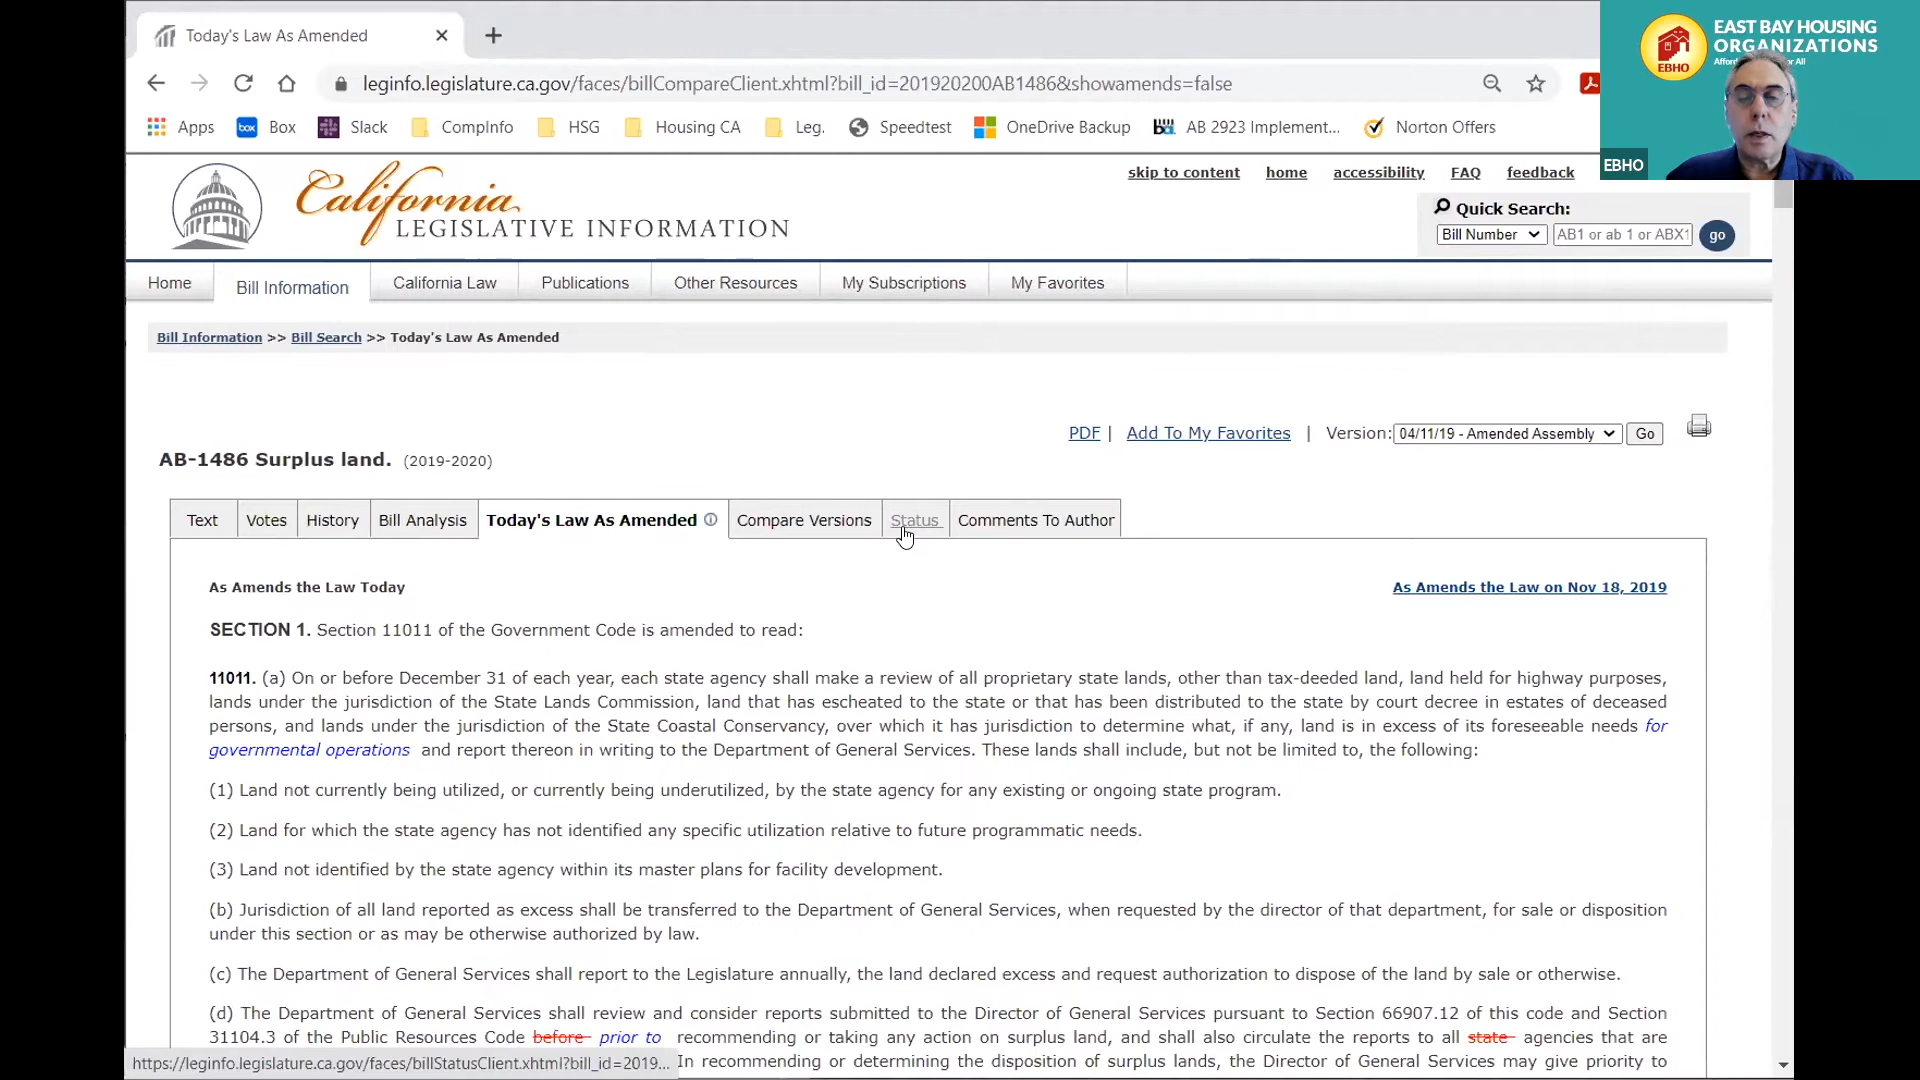 Today's Law As Amended
EAST BAY HOUSING
ORGANIZATIONS
EBHO
EBHO
leginfo.legislature.ca.gov/faces/billCompareClient.xhtml?bill_id=201920200AB1486&showamends=false
Apps
box Box
Slack
CompInfo
HSG
Housing CA
Leg.
Speedtest
OneDrive Backup
AB 2923 Implement...
Norton Offers
California
LEGISLATIVE INFORMATION
skip to content home accessibility FAQ feedback
Quick Search:
Bill Number AB1 or ab 1 or ABX1 go
Home Bill Information California Law Publications Other Resources My Subscriptions My Favorites
Bill Information >> Bill Search >> Today's Law As Amended
PDF | Add To My Favorites | Version: 04/11/19 - Amended Assembly Go
AB-1486 Surplus land. (2019-2020)
Text Votes History Bill Analysis Today's Law As Amended Compare Versions Status Comments To Author
As Amends the Law Today
As Amends the Law on Nov 18, 2019
SECTION 1. Section 11011 of the Government Code is amended to read:
11011. (a) On or before December 31 of each year, each state agency shall make a review of all proprietary state lands, other than tax-deeded land, land held for highway purposes,
lands under the jurisdiction of the State Lands Commission, land that has escheated to the state or that has been distributed to the state by court decree in estates of deceased
persons, and lands under the jurisdiction of the State Coastal Conservancy, over which it has jurisdiction to determine what, if any, land is in excess of its foreseeable needs for
governmental operations and report thereon in writing to the Department of General Services. These lands shall include, but not be limited to, the following:
(1) Land not currently being utilized, or currently being underutilized, by the state agency for any existing or ongoing state program.
(2) Land for which the state agency has not identified any specific utilization relative to future programmatic needs.
(3) Land not identified by the state agency within its master plans for facility development.
(b) Jurisdiction of all land reported as excess shall be transferred to the Department of General Services, when requested by the director of that department, for sale or disposition
under this section or as may be otherwise authorized by law.
(c) The Department of General Services shall report to the Legislature annually, the land declared excess and request authorization to dispose of the land by sale or otherwise.
(d) The Department of General Services shall review and consider reports submitted to the Director of General Services pursuant to Section 66907.12 of this code and Section
31104.3 of the Public Resources Code before prior to recommending or taking any action on surplus land, and shall also circulate the reports to all state agencies that are
In recommending or determining the disposition of surplus lands, the Director of General Services may give priority to
https://leginfo.legislature.ca.gov/faces/billStatusClient.xhtml?bill_id=2019...